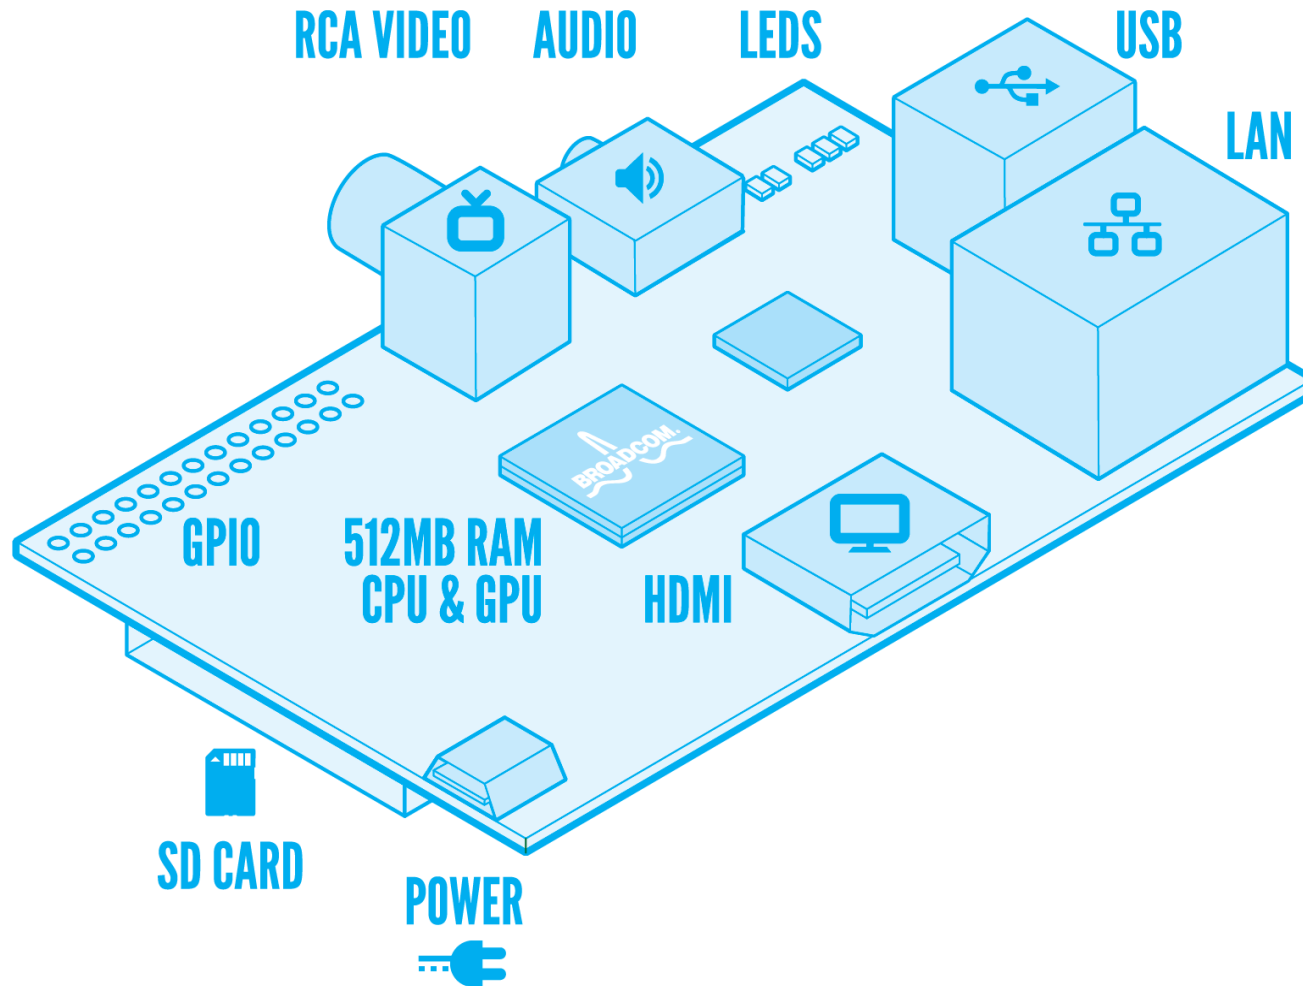 RCA VIDEO
AUDIO
LEDS
USB
LAN
BROADCOM.
GPIO
512MB RAM
CPU & GPU
HDMI
SD CARD
POWER